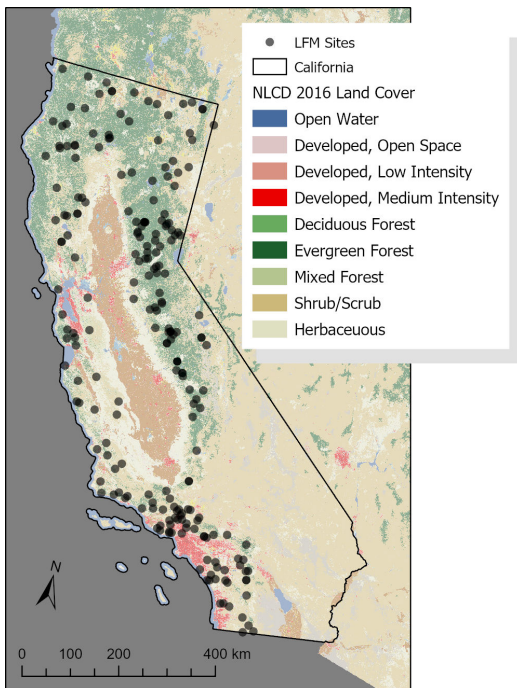 LFM Sites
California
NLCD 2016 Land Cover
Open Water
Developed, Open Space
Developed, Low Intensity
Developed, Medium Intensity
Deciduous Forest
Evergreen Forest
Mixed Forest
Shrub/Scrub
Herbaceuous
N
0 100 200 400 km